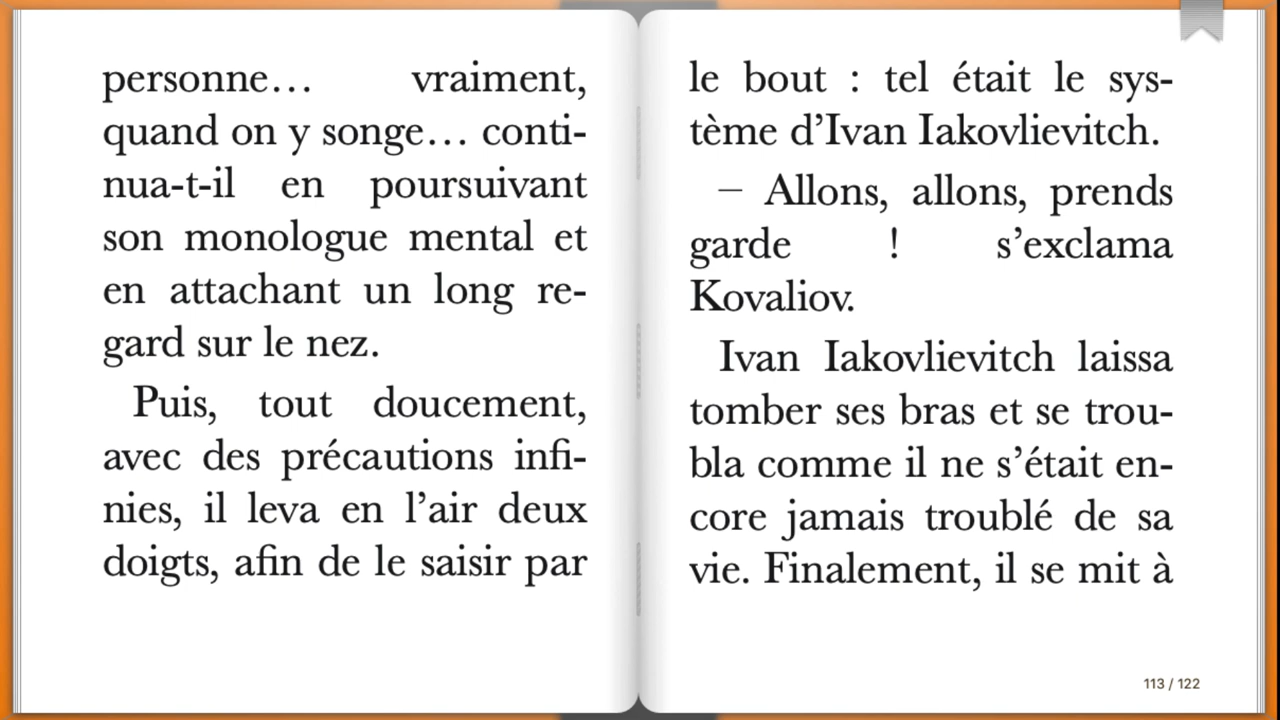 personne… vraiment,
quand on y songe… conti-
nua-t-il en poursuivant
son monologue mental et
en attachant un long re-
gard sur le nez.
Puis, tout doucement,
avec des précautions infi-
nies, il leva en l’air deux
doigts, afin de le saisir par
le bout : tel était le sys-
tème d’Ivan Iakovlievitch.
– Allons, allons, prends
garde ! s’exclama
Kovaliov.
Ivan Iakovlievitch laissa
tomber ses bras et se trou-
bla comme il ne s’était en-
core jamais troublé de sa
vie. Finalement, il se mit à
113 / 122